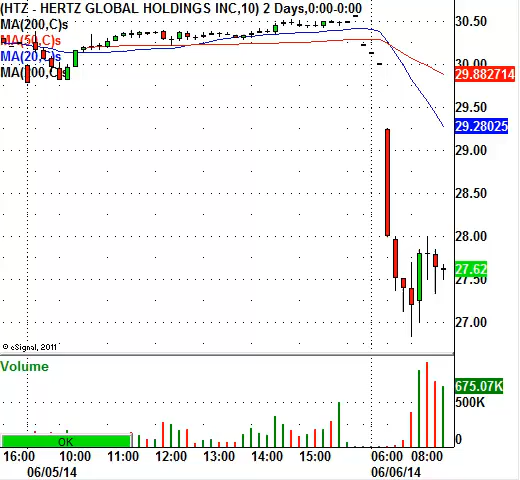 (HTZ - HERTZ GLOBAL HOLDINGS INC,10) 2 Days,0:00-0:00
MA(200,C)s
MA(50,C)s
MA(20,C)s
MA(100,C)s
30.50
30.00
29.882714
29.50
29.28025
29.00
28.50
28.00
27.62
27.50
27.00
© eSignal, 2011
Volume
675.07K
500K
0
OK
16:00 10:00 11:00 12:00 13:00 14:00 15:00 06:00 08:00
06/05/14 06/06/14